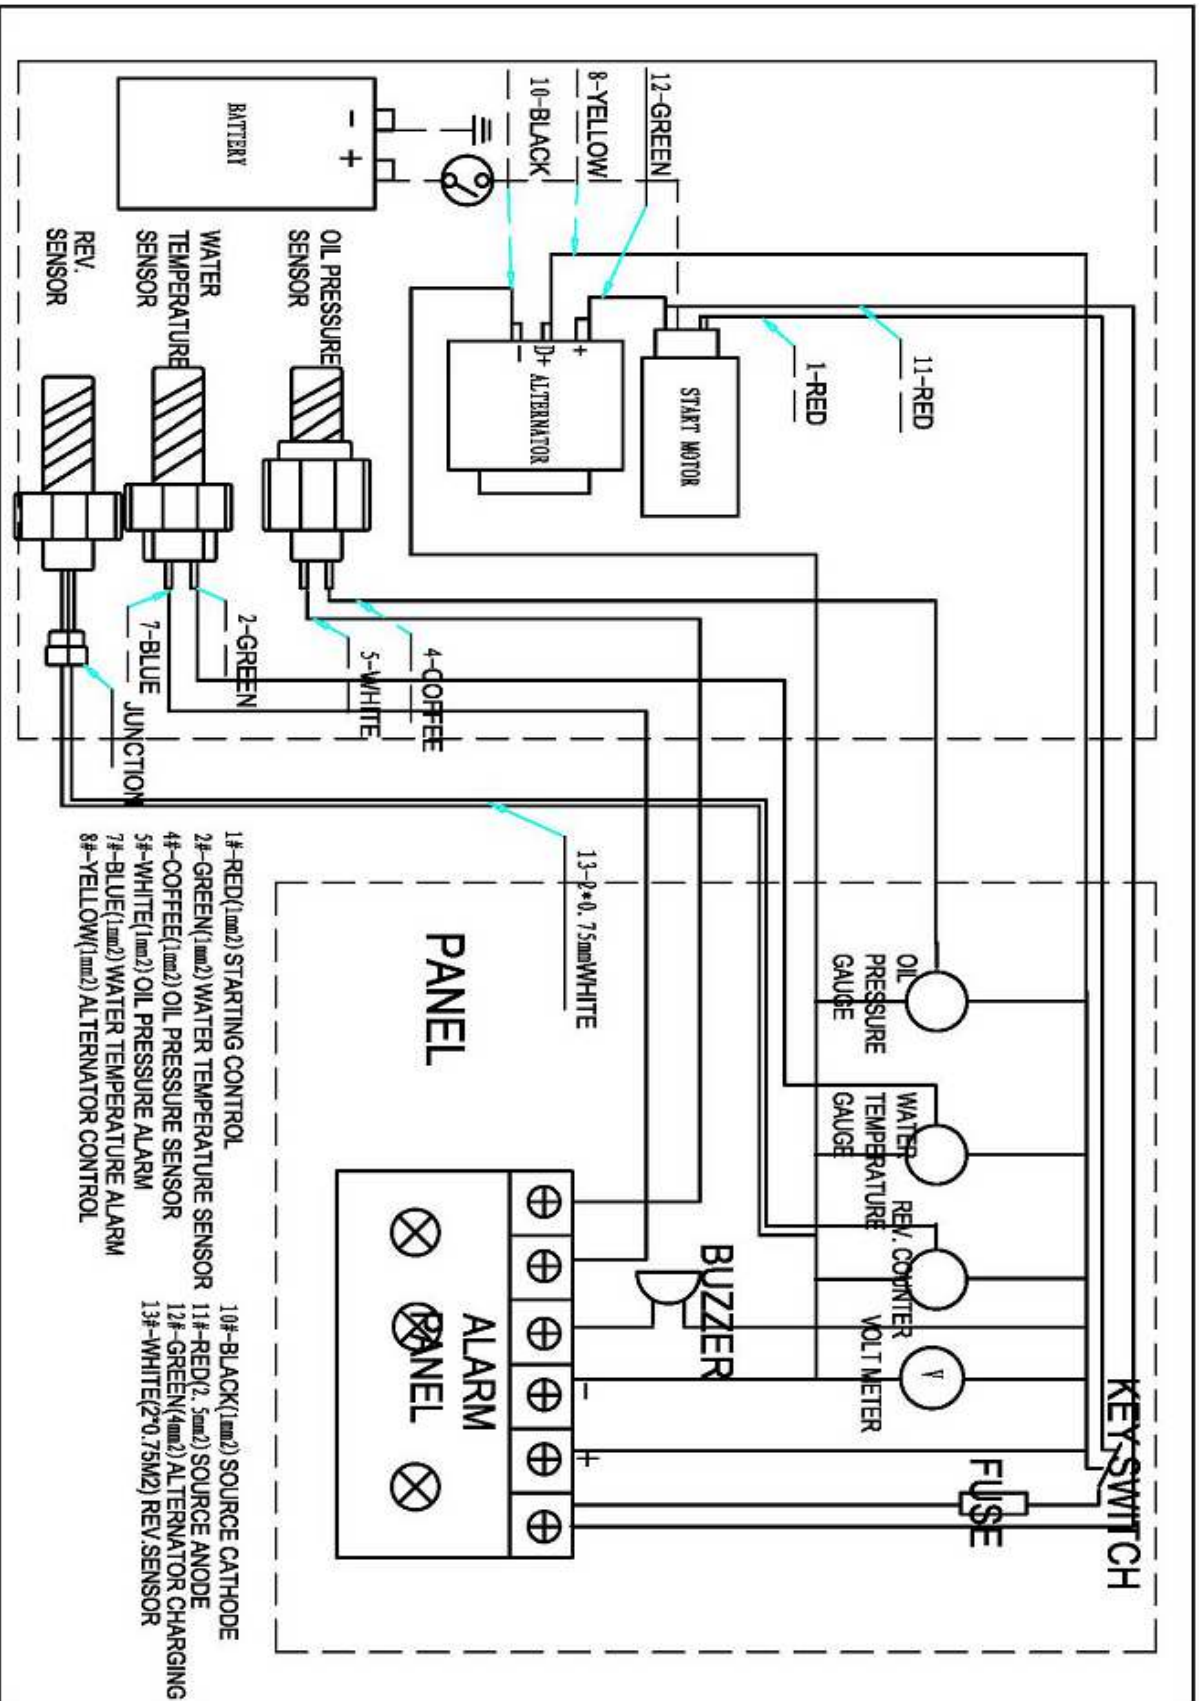 BATTERY
-
+
12-GREEN
8-YELLOW
10-BLACK
11-RED
1-RED
START MOTOR
+
D+
-
ALTERNATOR
OIL PRESSURE
SENSOR
WATER
TEMPERATURE
SENSOR
REV.
SENSOR
4-COFFEE
5-WHITE
2-GREEN
7-BLUE
JUNCTION
13-2*0.75mmWHITE
PANEL
OIL
PRESSURE
GAUGE
WATER
TEMPERATURE
GAUGE
REV. COUNTER
VOLT METER
V
KEY SWITCH
FUSE
BUZZER
-
+
ALARM
PANEL
1#-RED(1mm2) STARTING CONTROL
2#-GREEN(1mm2) WATER TEMPERATURE SENSOR
4#-COFFEE(1mm2) OIL PRESSURE SENSOR
5#-WHITE(1mm2) OIL PRESSURE ALARM
7#-BLUE(1mm2) WATER TEMPERATURE ALARM
8#-YELLOW(1mm2) ALTERNATOR CONTROL
10#-BLACK(1mm2) SOURCE CATHODE
11#-RED(2.5mm2) SOURCE ANODE
12#-GREEN(4mm2) ALTERNATOR CHARGING
13#-WHITE(2*0.75M2) REV.SENSOR